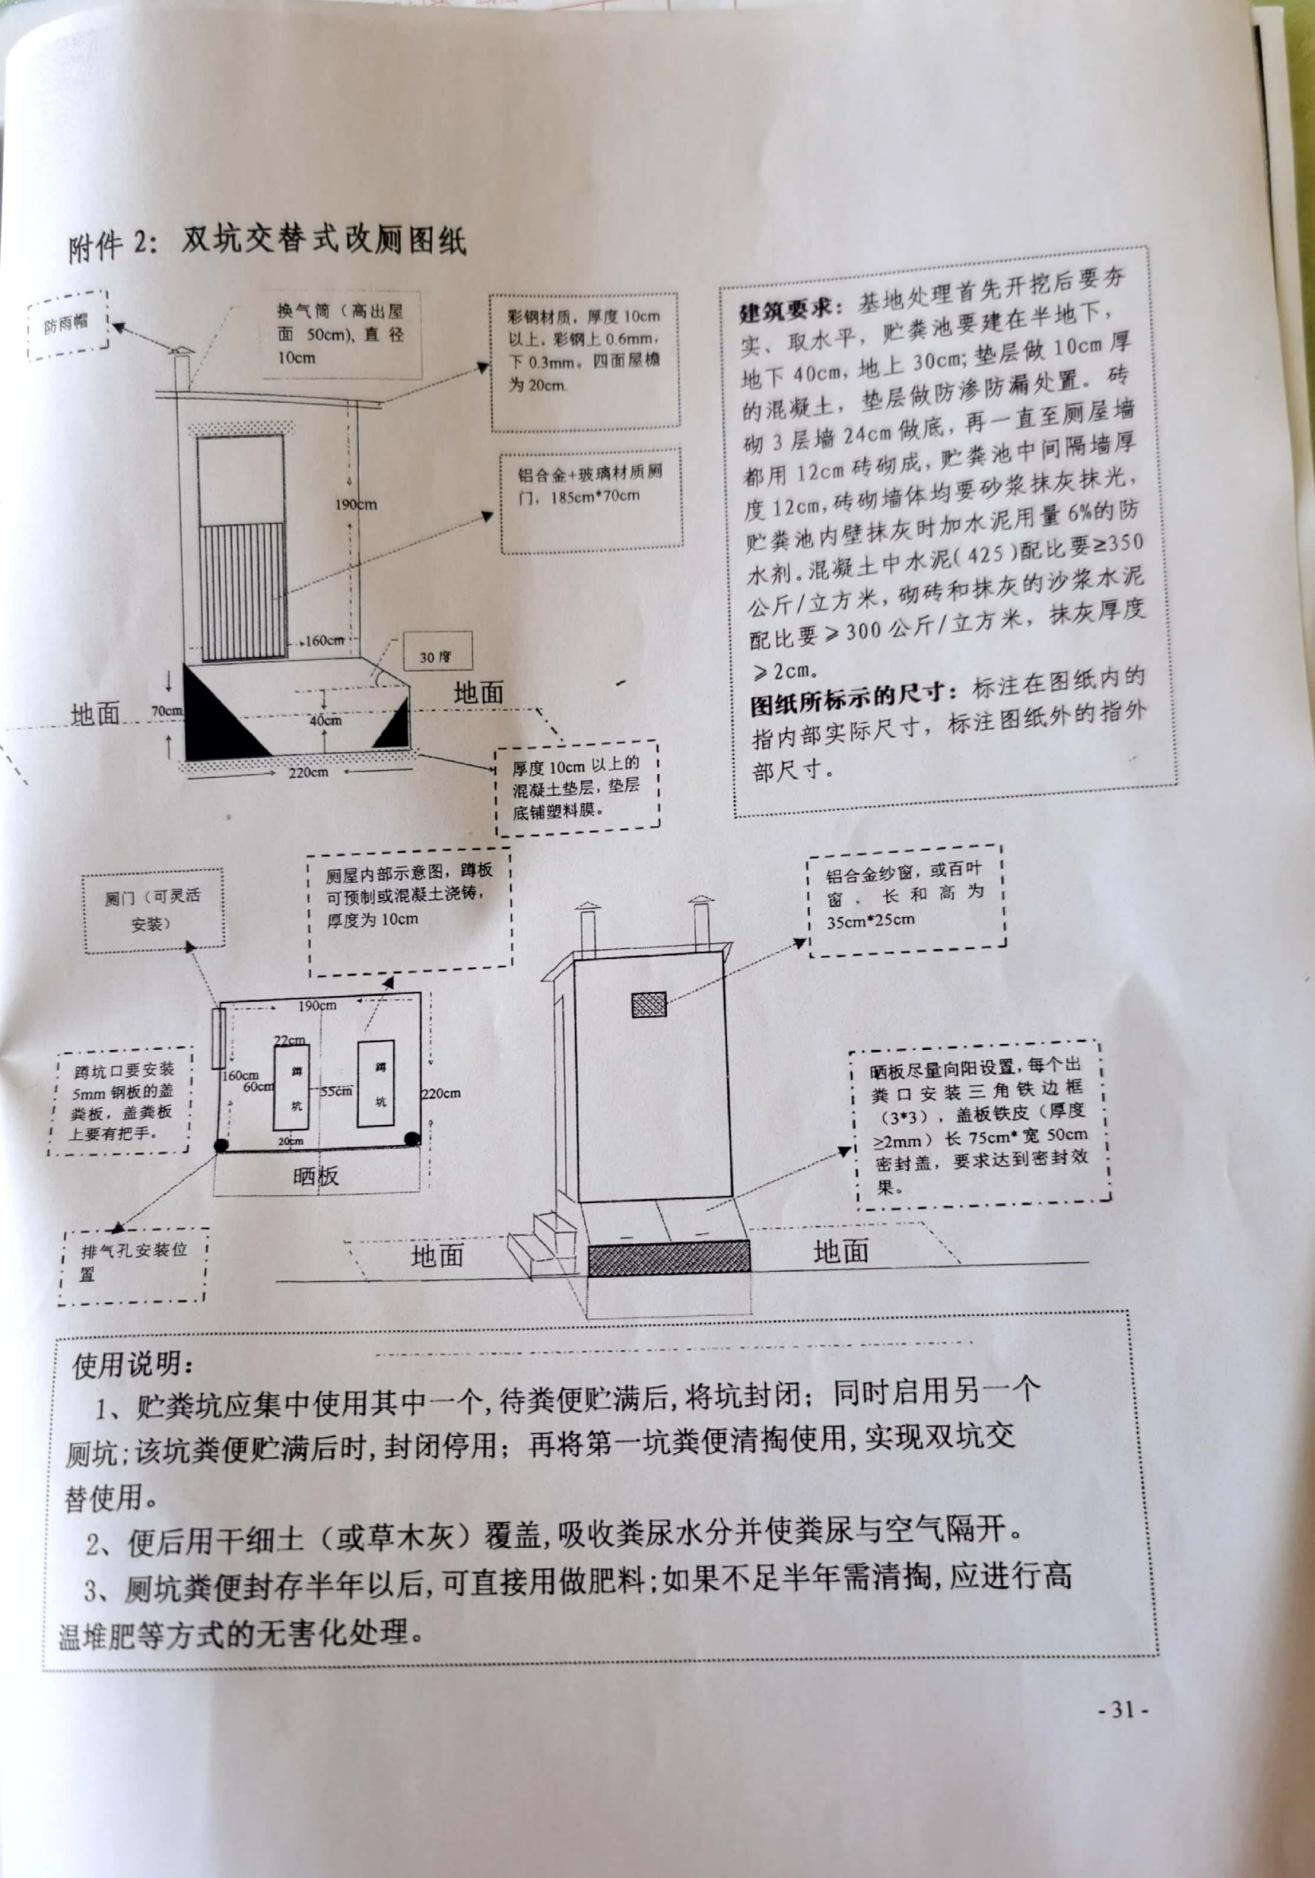 附件 2： 双坑交替式改厕图纸
防雨帽
换气筒（高出屋
面 50cm), 直 径
10cm
彩钢材质，厚度 10cm
以上，彩钢上 0.6mm，
下 0.3mm。四面屋檐
为 20cm.
铝合金+玻璃材质厕
门，185cm*70cm
190cm
160cm
30 度
地面
70cm
40cm
地面
220cm
厚度 10cm 以上的
混凝土垫层，垫层
底铺塑料膜。
建筑要求：基地处理首先开挖后要夯
实、取水平，贮粪池要建在半地下，
地下 40cm，地上 30cm；垫层做 10cm 厚
的混凝土，垫层做防渗防漏处置。砖
砌 3 层墙 24cm 做底，再一直至厕屋墙
都用 12cm 砖砌成，贮粪池中间隔墙厚
度 12cm，砖砌墙体均要砂浆抹灰抹光，
贮粪池内壁抹灰时加水泥用量 6%的防
水剂。混凝土中水泥(425)配比要≥350
公斤/立方米，砌砖和抹灰的沙浆水泥
配比要≥300 公斤/立方米，抹灰厚度
≥2cm。
图纸所标示的尺寸：标注在图纸内的
指内部实际尺寸，标注图纸外的指外
部尺寸。
厕门（可灵活
安装）
厕屋内部示意图，蹲板
可预制或混凝土浇铸，
厚度为 10cm
190cm
22cm
160cm
60cm
蹲
坑
55cm
蹲
坑
220cm
20cm
晒板
蹲坑口要安装
5mm 钢板的盖
粪板，盖粪板
上要有把手。
排气孔安装位
置
铝合金纱窗，或百叶
窗 、 长 和 高 为
35cm*25cm
晒板尽量向阳设置，每个出
粪口安装三角铁边框
（3*3），盖板铁皮（厚度
≥2mm）长 75cm*宽 50cm
密封盖，要求达到密封效
果。
地面
地面
使用说明：
1、贮粪坑应集中使用其中一个，待粪便贮满后，将坑封闭；同时启用另一个
厕坑；该坑粪便贮满后时，封闭停用；再将第一坑粪便清掏使用，实现双坑交
替使用。
2、便后用干细土（或草木灰）覆盖，吸收粪尿水分并使粪尿与空气隔开。
3、厕坑粪便封存半年以后，可直接用做肥料；如果不足半年需清掏，应进行高
温堆肥等方式的无害化处理。
- 31 -